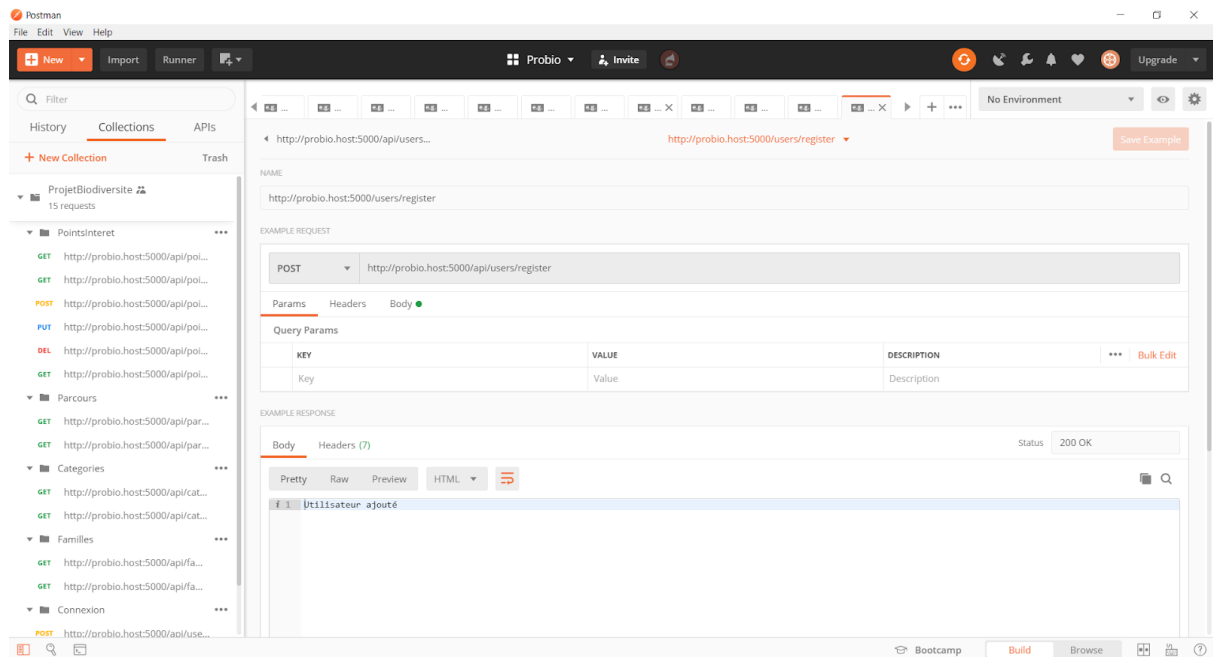 Postman
File Edit View Help
New Import Runner Probio Invite Upgrade
Filter
History Collections APIs
+ New Collection Trash
ProjetBiodiversite
15 requests
PointsInteret
GET http://probio.host:5000/api/poi...
GET http://probio.host:5000/api/poi...
POST http://probio.host:5000/api/poi...
PUT http://probio.host:5000/api/poi...
DEL http://probio.host:5000/api/poi...
GET http://probio.host:5000/api/poi...
Parcours
GET http://probio.host:5000/api/par...
GET http://probio.host:5000/api/par...
Categories
GET http://probio.host:5000/api/cat...
GET http://probio.host:5000/api/cat...
Familles
GET http://probio.host:5000/api/fa...
GET http://probio.host:5000/api/fa...
Connexion
POST http://probio.host:5000/api/use...
e.g. ... e.g. ... e.g. ... e.g. ... e.g. ... e.g. ... e.g. ... X e.g. ... e.g. ... e.g. ... e.g. ... X + ... No Environment
http://probio.host:5000/api/users... http://probio.host:5000/users/register Save Example
NAME
http://probio.host:5000/users/register
EXAMPLE REQUEST
POST http://probio.host:5000/api/users/register
Params Headers Body
Query Params
KEY VALUE DESCRIPTION ... Bulk Edit
Key Value Description
EXAMPLE RESPONSE
Body Headers (7) Status 200 OK
Pretty Raw Preview HTML
i 1 Utilisateur ajouté
Bootcamp Build Browse